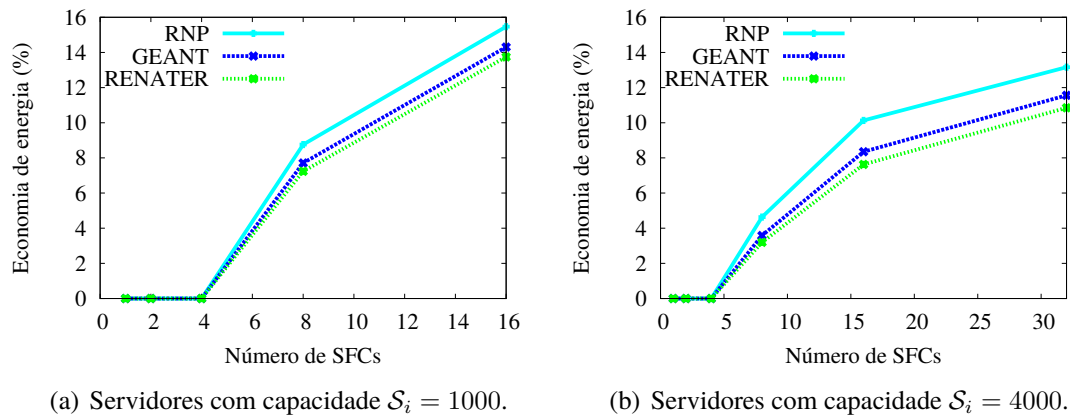 RNP
GEANT
RENATER
Economia de energia (%)
16
14
12
10
8
6
4
2
0
0 2 4 6 8 10 12 14 16
Número de SFCs
(a) Servidores com capacidade 𝒮ᵢ = 1000.
RNP
GEANT
RENATER
Economia de energia (%)
16
14
12
10
8
6
4
2
0
0 5 10 15 20 25 30
Número de SFCs
(b) Servidores com capacidade 𝒮ᵢ = 4000.